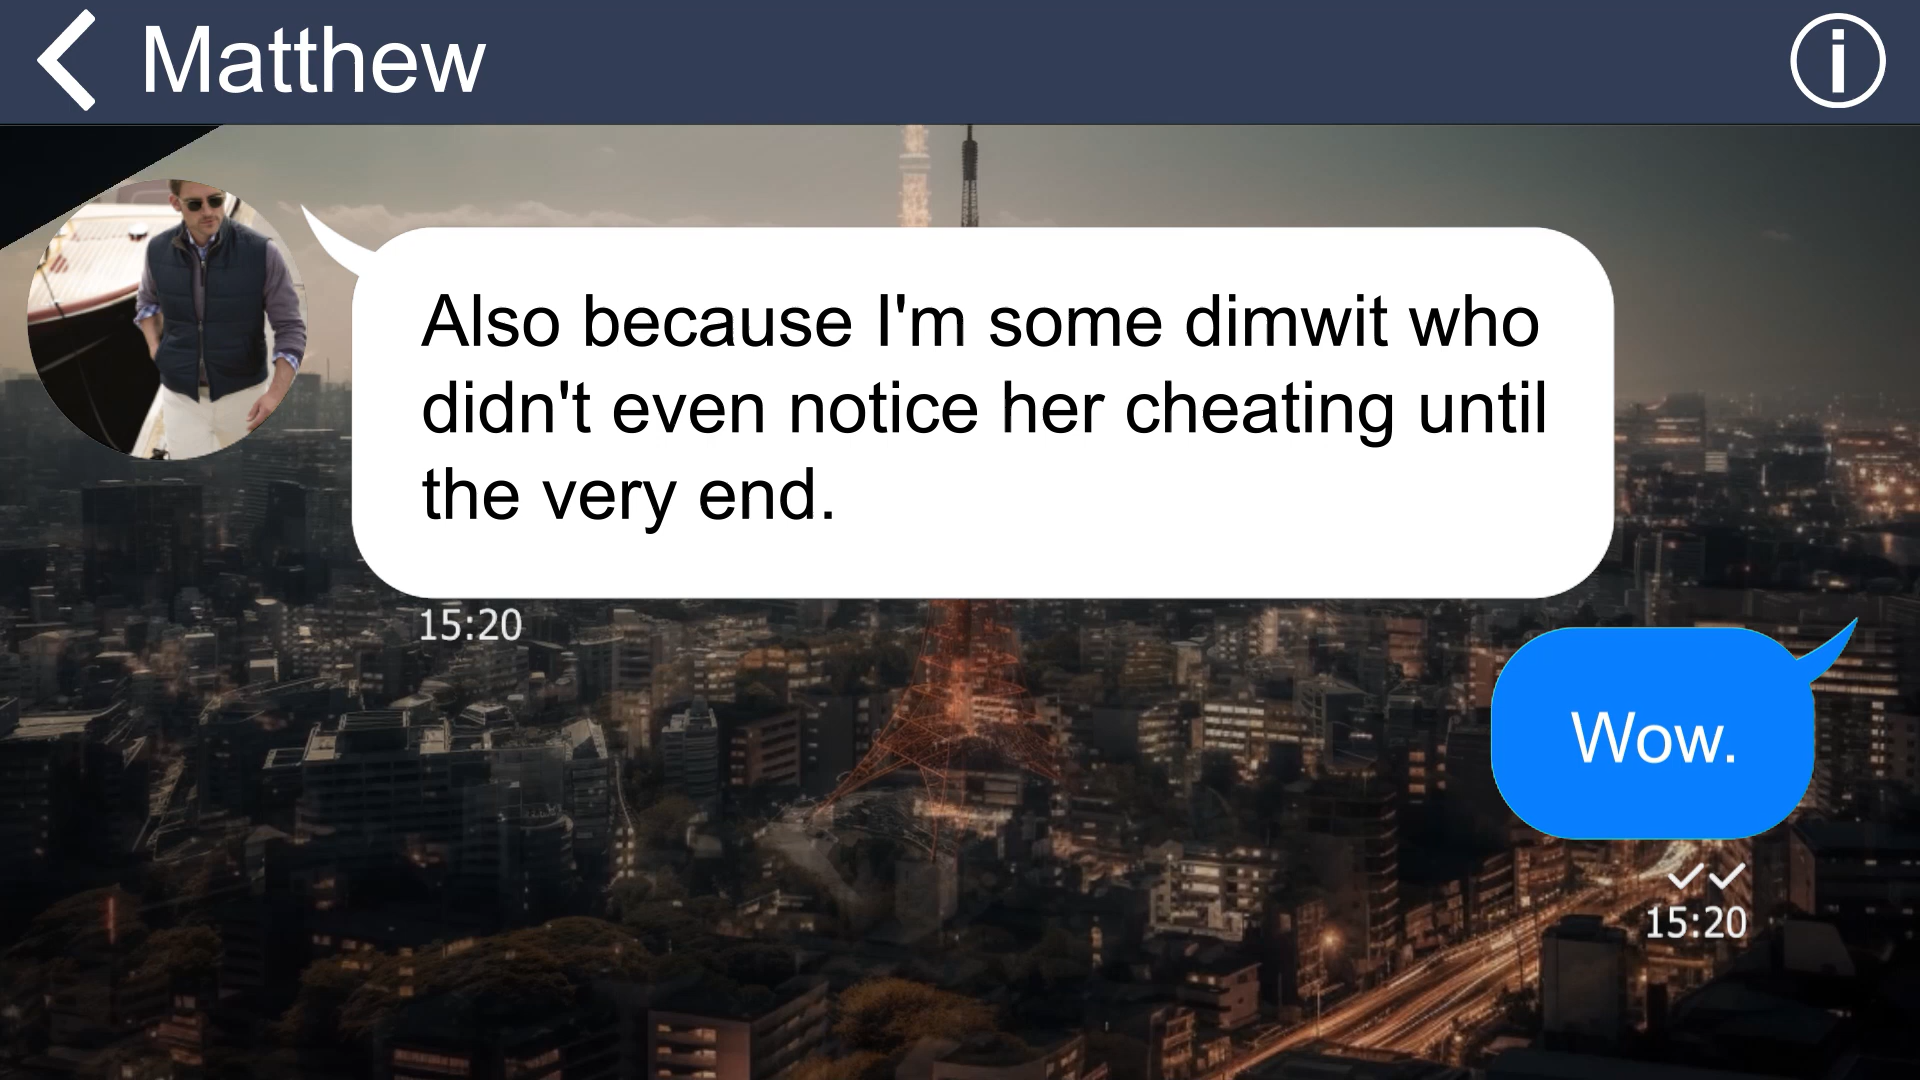 Matthew
Also because I'm some dimwit who
didn't even notice her cheating until
the very end.
15:20
Wow.
15:20